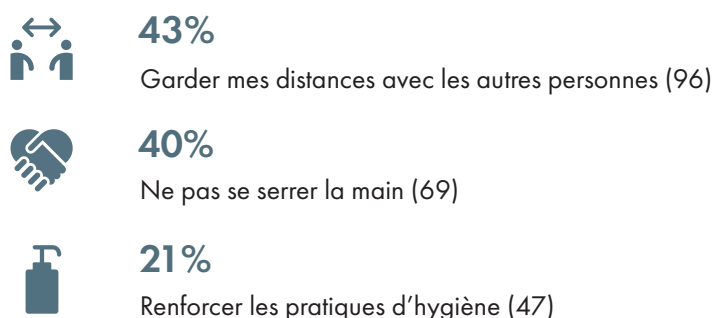 43%
Garder mes distances avec les autres personnes (96)
40%
Ne pas se serrer la main (69)
21%
Renforcer les pratiques d’hygiène (47)